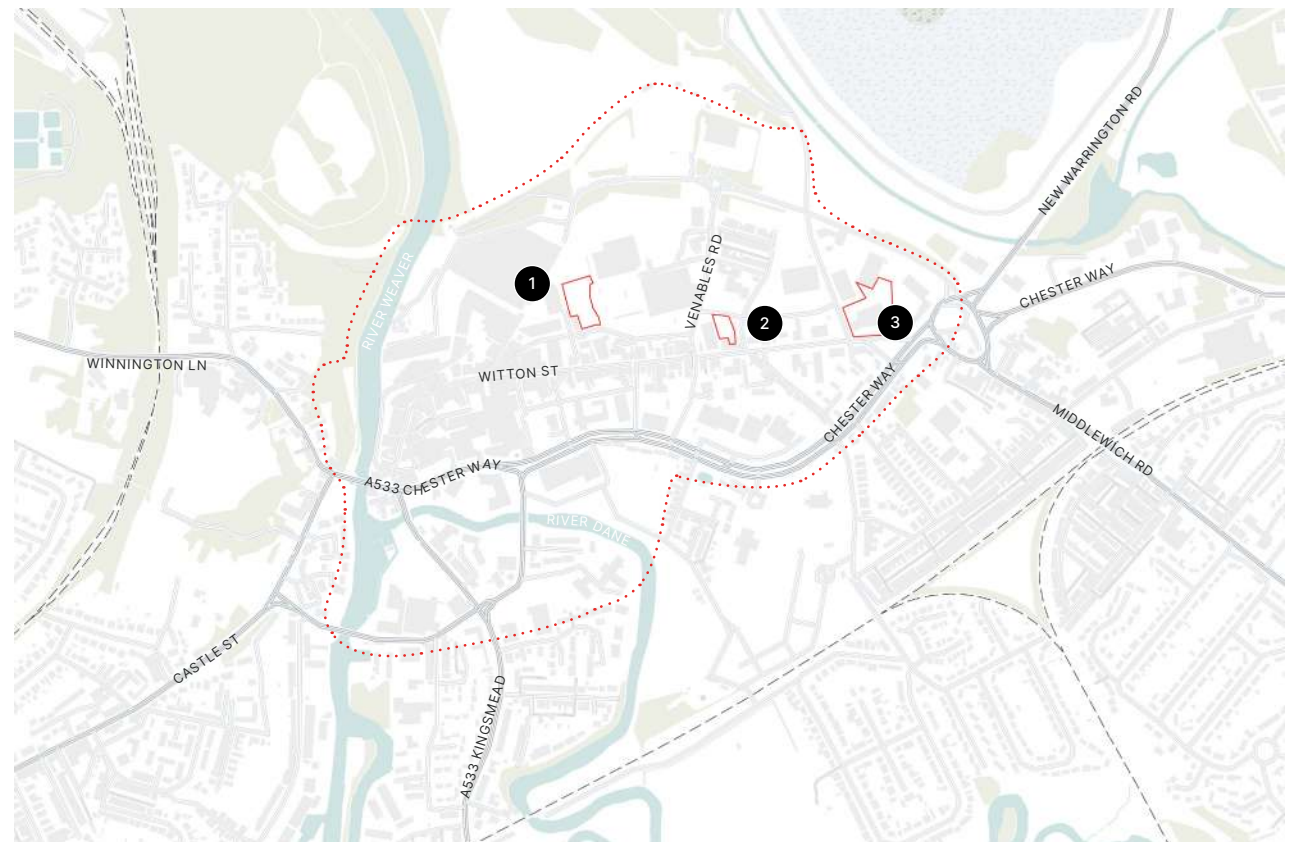 NEW WARRINGTON RD
VENABLES RD
RIVER WEAVER
1
CHESTER WAY
2
3
WINNINGTON LN
WITTON ST
CHESTER WAY
MIDDLEWICH RD
A533 CHESTER WAY
RIVER DANE
CASTLE ST
A533 KINGSMEAD